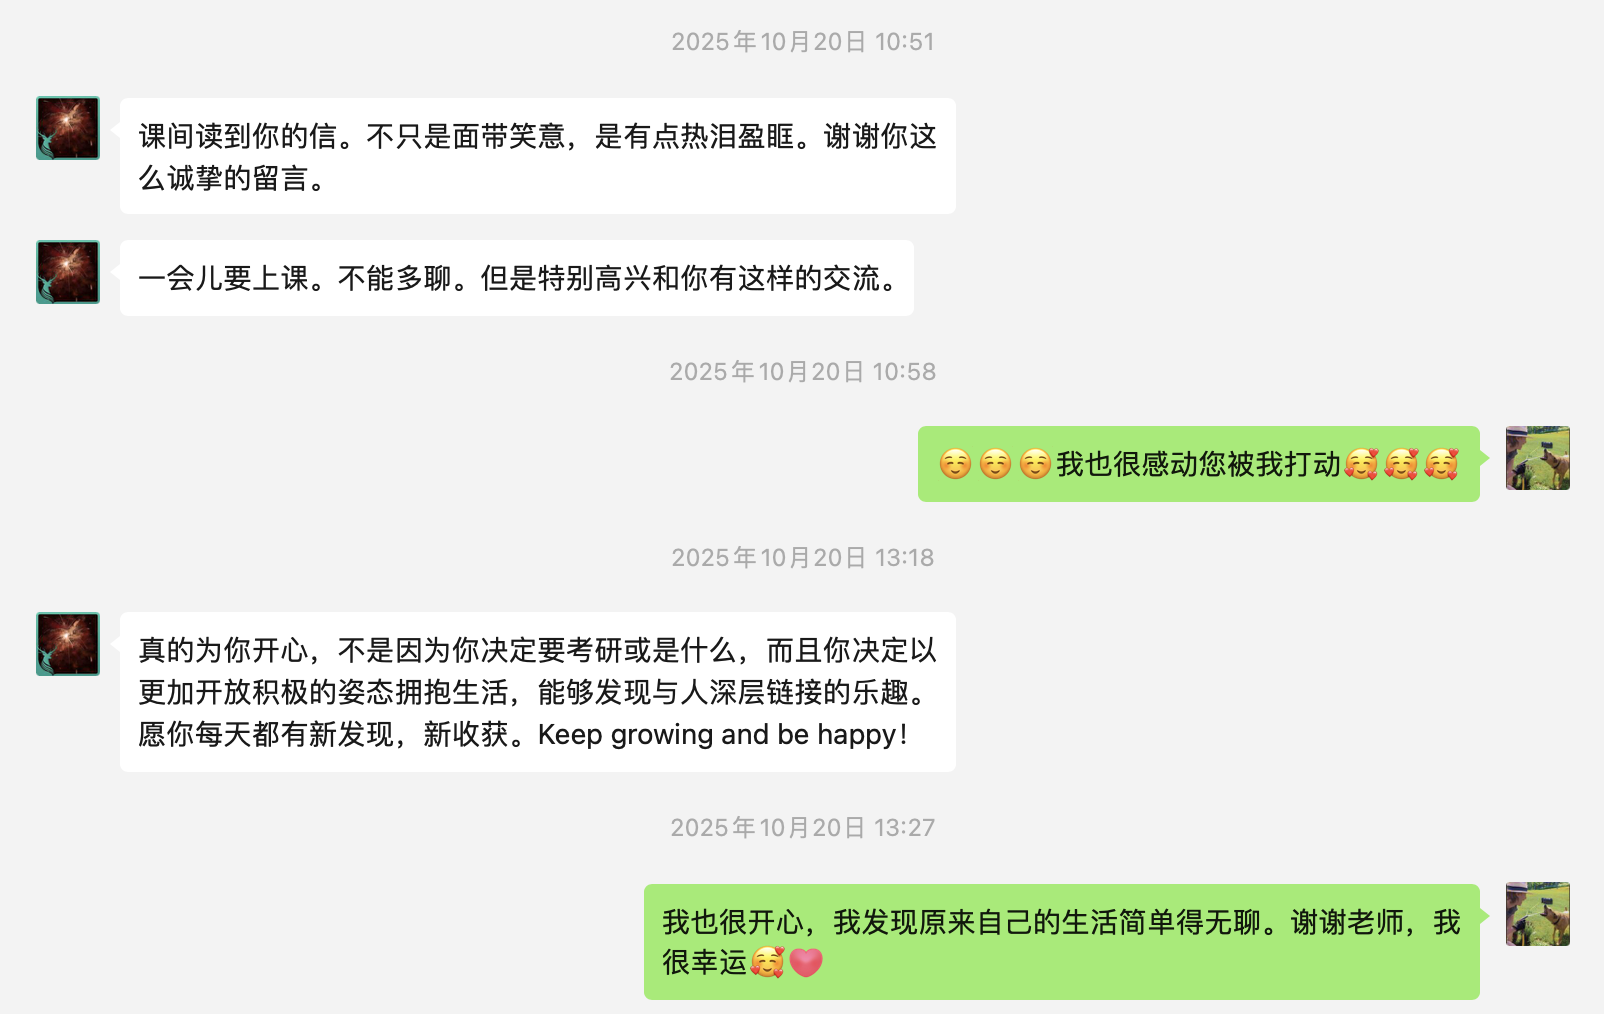 2025年10月20日 10:51
课间读到你的信。不只是面带笑意，是有点热泪盈眶。谢谢你这
么诚挚的留言。
一会儿要上课。不能多聊。但是特别高兴和你有这样的交流。
2025年10月20日 10:58
☺️☺️☺️我也很感动您被我打动🥰🥰🥰
2025年10月20日 13:18
真的为你开心，不是因为你决定要考研或是什么，而且你决定以
更加开放积极的姿态拥抱生活，能够发现与人深层链接的乐趣。
愿你每天都有新发现，新收获。Keep growing and be happy！
2025年10月20日 13:27
我也很开心，我发现原来自己的生活简单得无聊。谢谢老师，我
很幸运🥰❤️